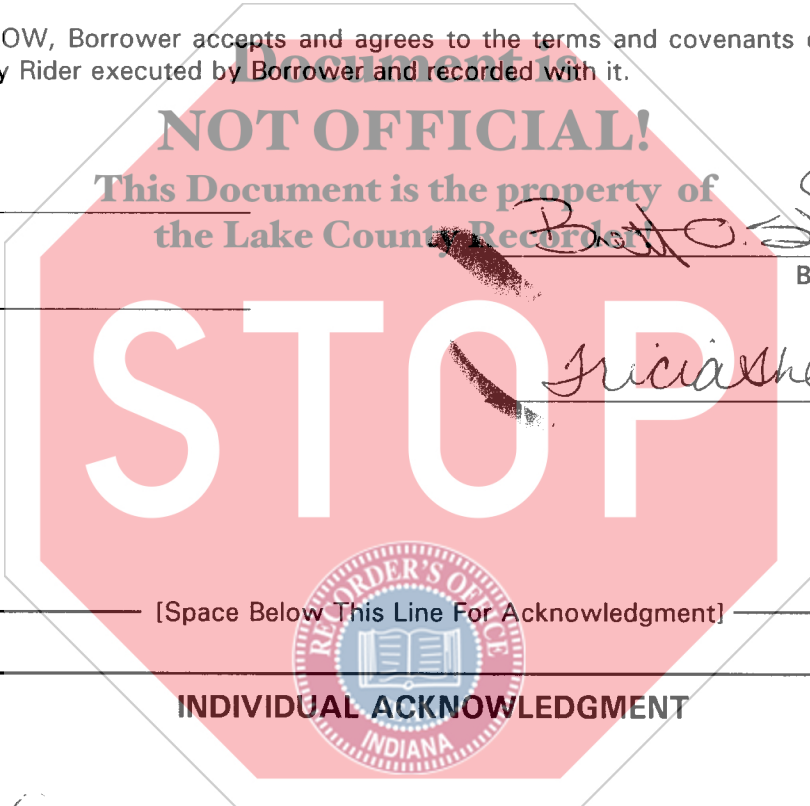 OW, Borrower accepts and agrees to the terms and covenants
y Rider executed by Borrower and recorded with it.
Document is
NOT OFFICIAL!
This Document is the property of
the Lake County Recorder!
B
Tricia She
STOP
RECORDER'S OFFICE
[Space Below This Line For Acknowledgment]
INDIVIDUAL ACKNOWLEDGMENT
INDIANA